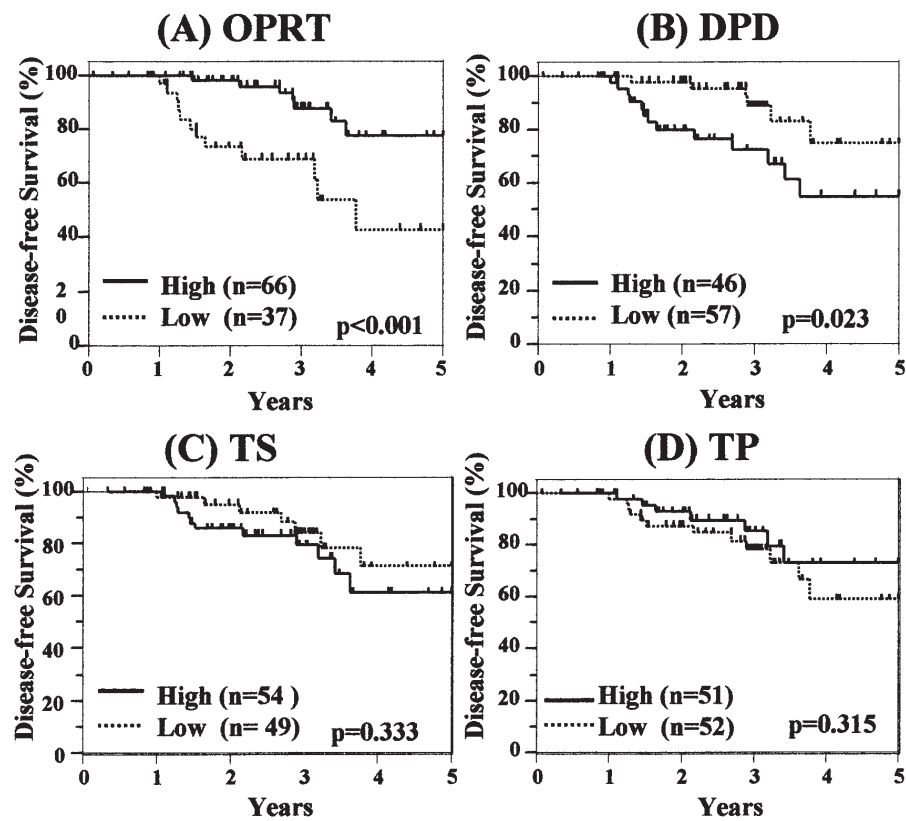 (A) OPRT
Disease-free Survival (%)
100
80
60
40
2
0
0
High (n=66)
Low (n=37)
p<0.001
0 1 2 3 4 5
Years
(B) DPD
Disease-free Survival (%)
100
80
60
40
20
0
High (n=46)
Low (n=57)
p=0.023
0 1 2 3 4 5
Years
(C) TS
Disease-free Survival (%)
100
80
60
40
20
0
High (n=54 )
Low (n= 49)
p=0.333
0 1 2 3 4 5
Years
(D) TP
Disease-free Survival (%)
100
80
60
40
20
0
High (n=51)
Low (n=52)
p=0.315
0 1 2 3 4 5
Years